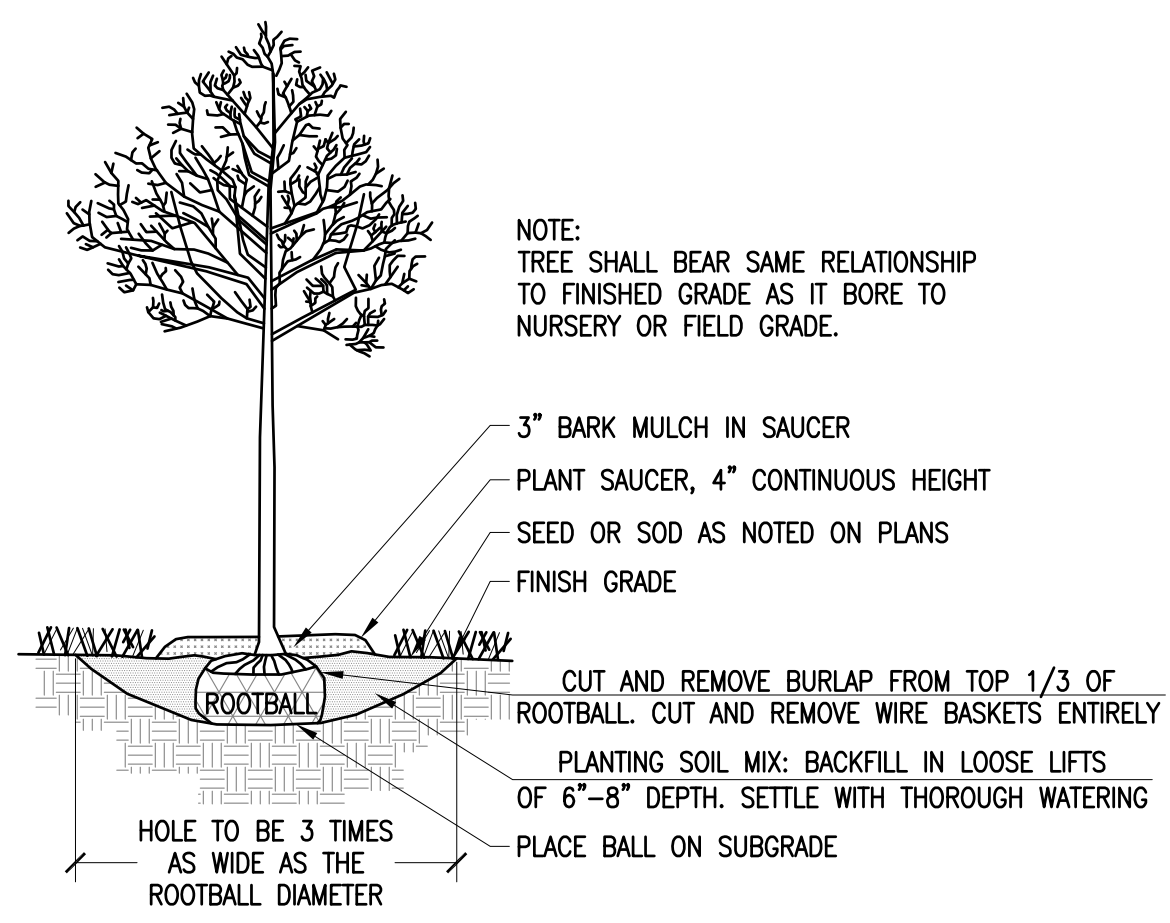 NOTE:
TREE SHALL BEAR SAME RELATIONSHIP
TO FINISHED GRADE AS IT BORE TO
NURSERY OR FIELD GRADE.
3" BARK MULCH IN SAUCER
PLANT SAUCER, 4" CONTINUOUS HEIGHT
SEED OR SOD AS NOTED ON PLANS
FINISH GRADE
CUT AND REMOVE BURLAP FROM TOP 1/3 OF
ROOTBALL. CUT AND REMOVE WIRE BASKETS ENTIRELY
ROOTBALL
PLANTING SOIL MIX: BACKFILL IN LOOSE LIFTS
OF 6"-8" DEPTH. SETTLE WITH THOROUGH WATERING
PLACE BALL ON SUBGRADE
HOLE TO BE 3 TIMES
AS WIDE AS THE
ROOTBALL DIAMETER